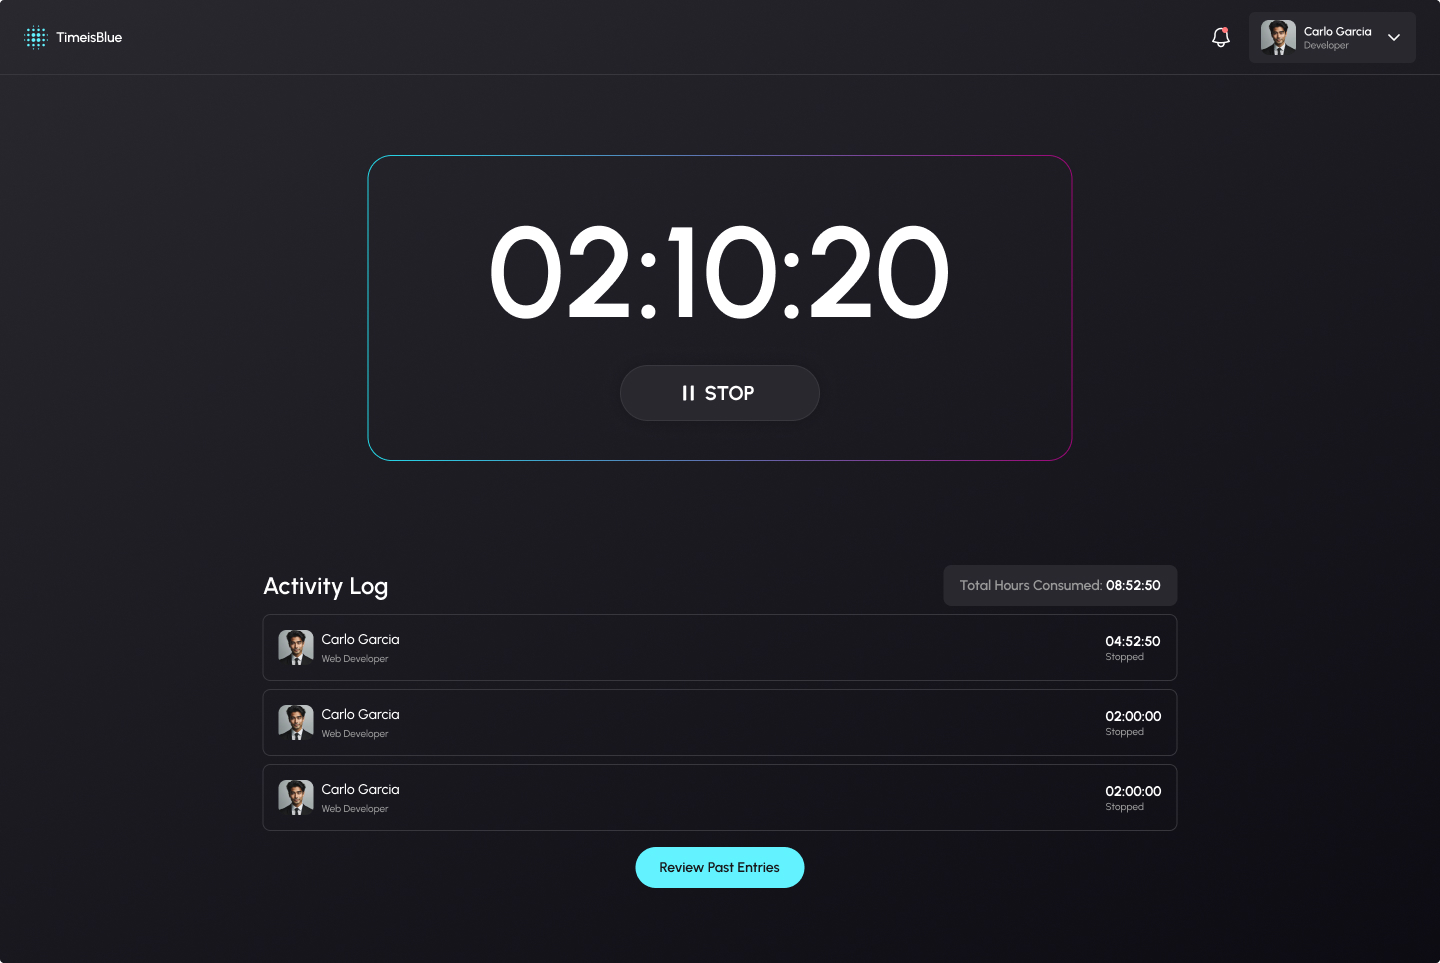 TimeisBlue
Carlo Garcia
Developer
02:10:20
STOP
Activity Log
Total Hours Consumed: 08:52:50
Carlo Garcia
Web Developer
04:52:50
Stopped
Carlo Garcia
Web Developer
02:00:00
Stopped
Carlo Garcia
Web Developer
02:00:00
Stopped
Review Past Entries